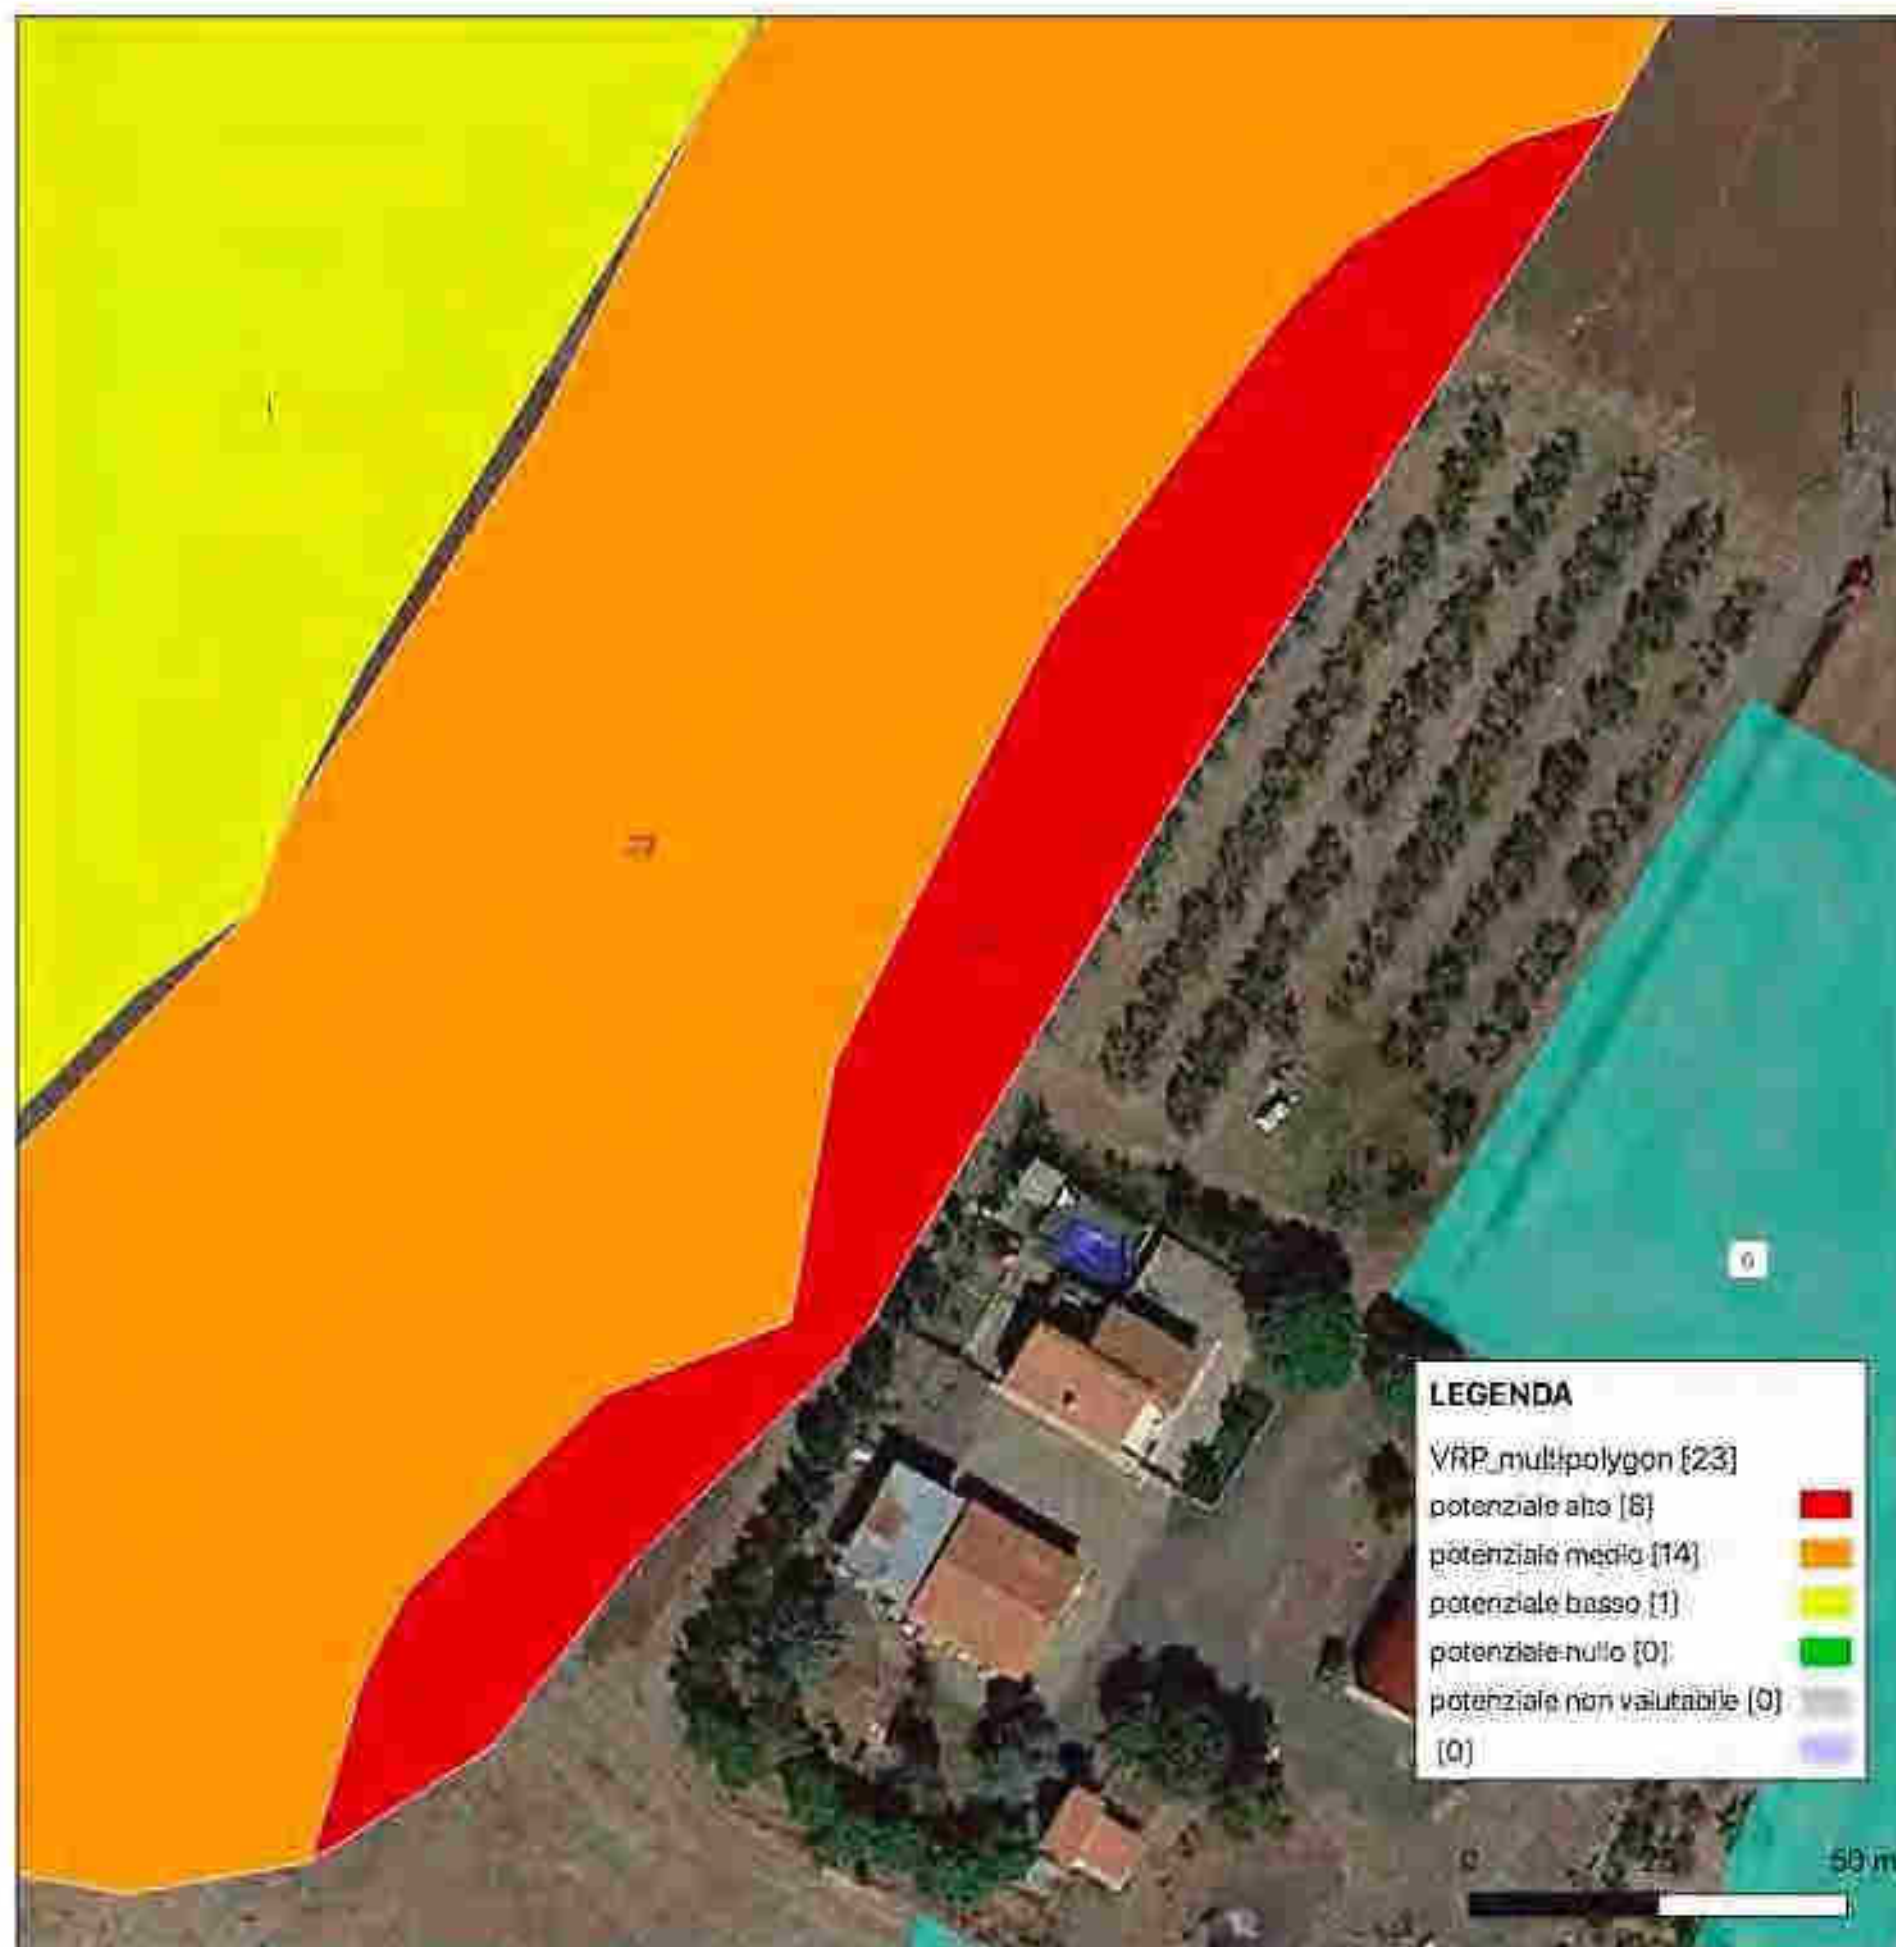 LEGENDA
VRP_multipolygon [23]
potenziale alto [8]
potenziale medio [14]
potenziale basso [1]
potenziale nullo [0]
potenziale non valutabile [0]
[0]
0 25 50 m